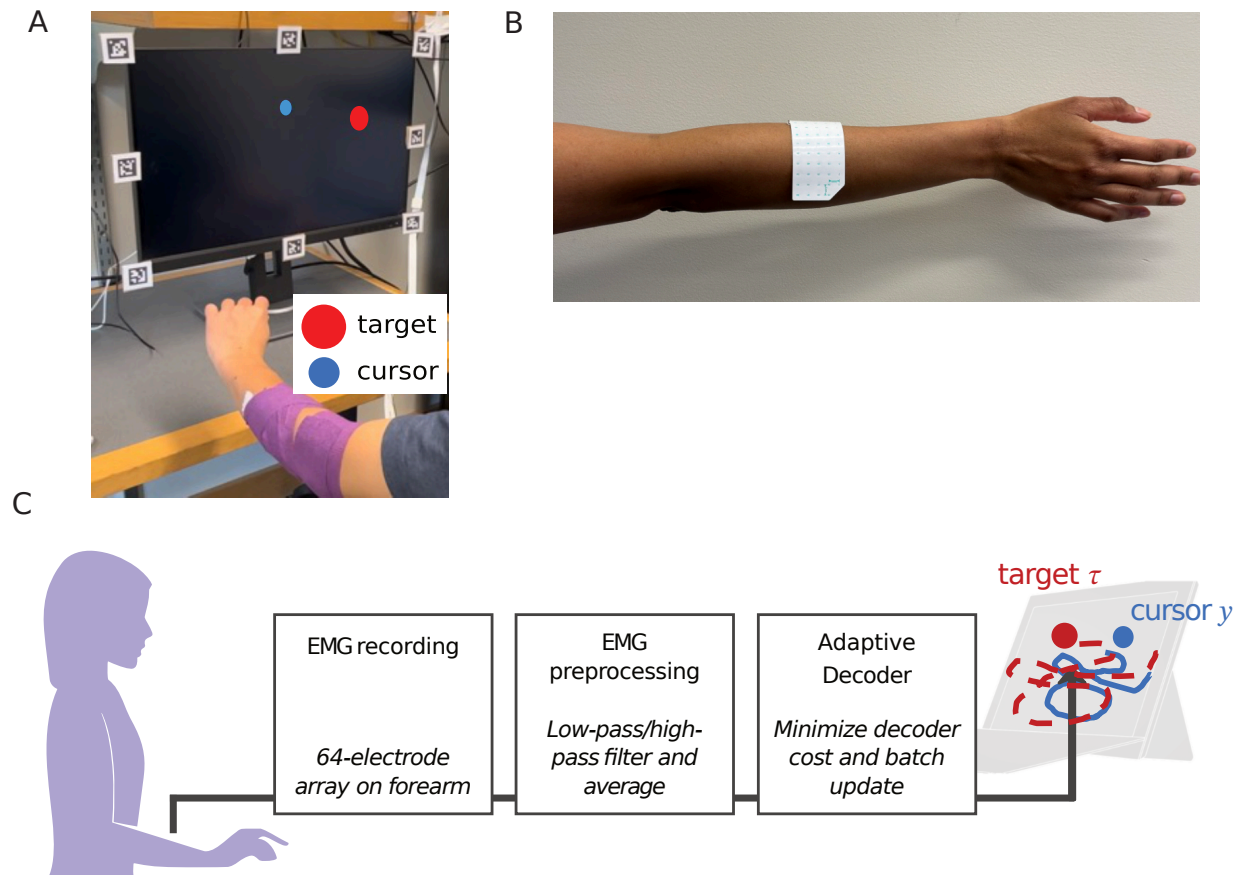 A
B
target
cursor
C
target τ
cursor y
EMG recording
64-electrode
array on forearm
EMG
preprocessing
Low-pass/high-
pass filter and
average
Adaptive
Decoder
Minimize decoder
cost and batch
update